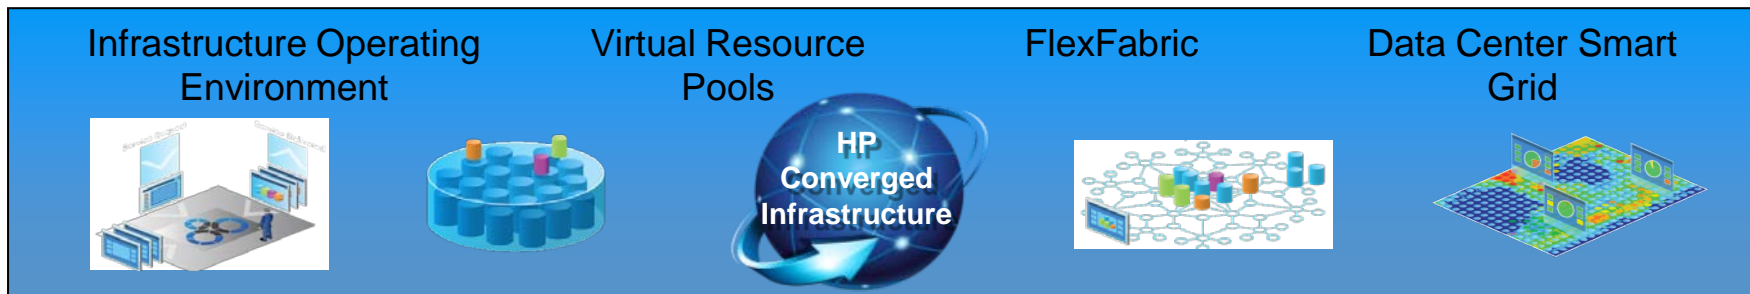 Infrastructure Operating
Environment
Virtual Resource
Pools
FlexFabric
Data Center Smart
Grid
HP
Converged
Infrastructure